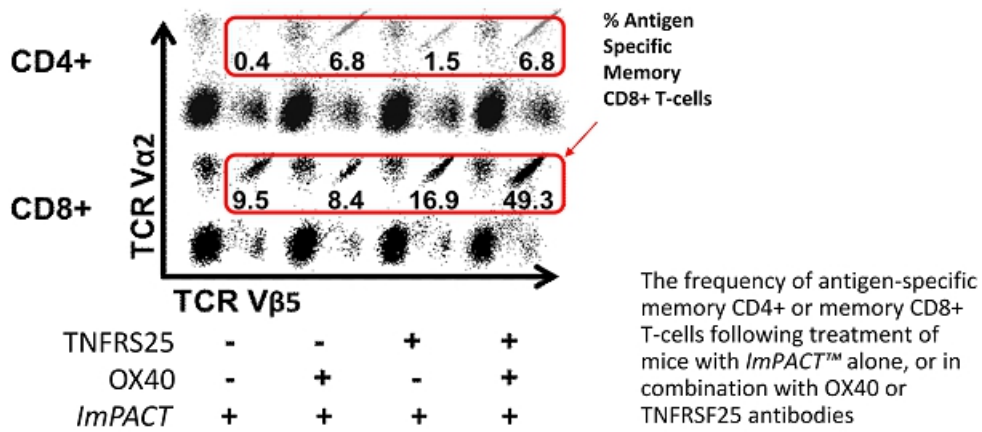 % Antigen
Specific
Memory
CD8+ T-cells
CD4+
0.4 6.8 1.5 6.8
TCR Vα2
CD8+
9.5 8.4 16.9 49.3
TCR Vβ5
TNFRS25 - - + +
OX40 - + - +
ImPACT + + + +
The frequency of antigen-specific
memory CD4+ or memory CD8+
T-cells following treatment of
mice with ImPACT™ alone, or in
combination with OX40 or
TNFRSF25 antibodies